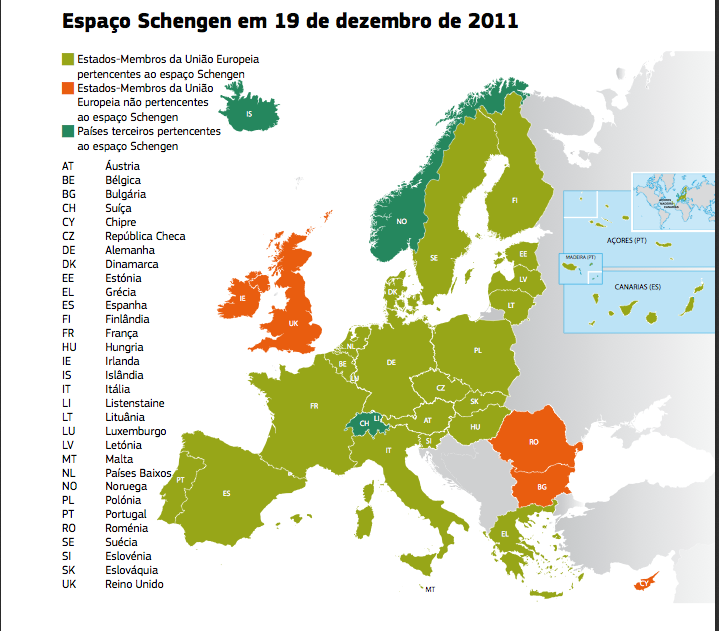 Espaço Schengen em 19 de dezembro de 2011
Estados-Membros da União Europeia
pertencentes ao espaço Schengen
Estados-Membros da União
Europeia não pertencentes
ao espaço Schengen
Países terceiros pertencentes
ao espaço Schengen
AT Áustria
BE Bélgica
BG Bulgária
CH Suíça
CY Chipre
CZ República Checa
DE Alemanha
DK Dinamarca
EE Estónia
EL Grécia
ES Espanha
FI Finlândia
FR França
HU Hungria
IE Irlanda
IS Islândia
IT Itália
LI Listenstaine
LT Lituânia
LU Luxemburgo
LV Letónia
MT Malta
NL Países Baixos
NO Noruega
PL Polónia
PT Portugal
RO Roménia
SE Suécia
SI Eslovénia
SK Eslováquia
UK Reino Unido
IS
NO
SE
FI
EE
LV
LT
DK
IE
UK
NL
BE
LU
DE
PL
CZ
SK
FR
CH
LI
AT
HU
SI
IT
RO
BG
PT
ES
EL
MT
CY
AÇORES
MADEIRA
CANARIAS
AÇORES (PT)
MADEIRA (PT)
CANARIAS (ES)